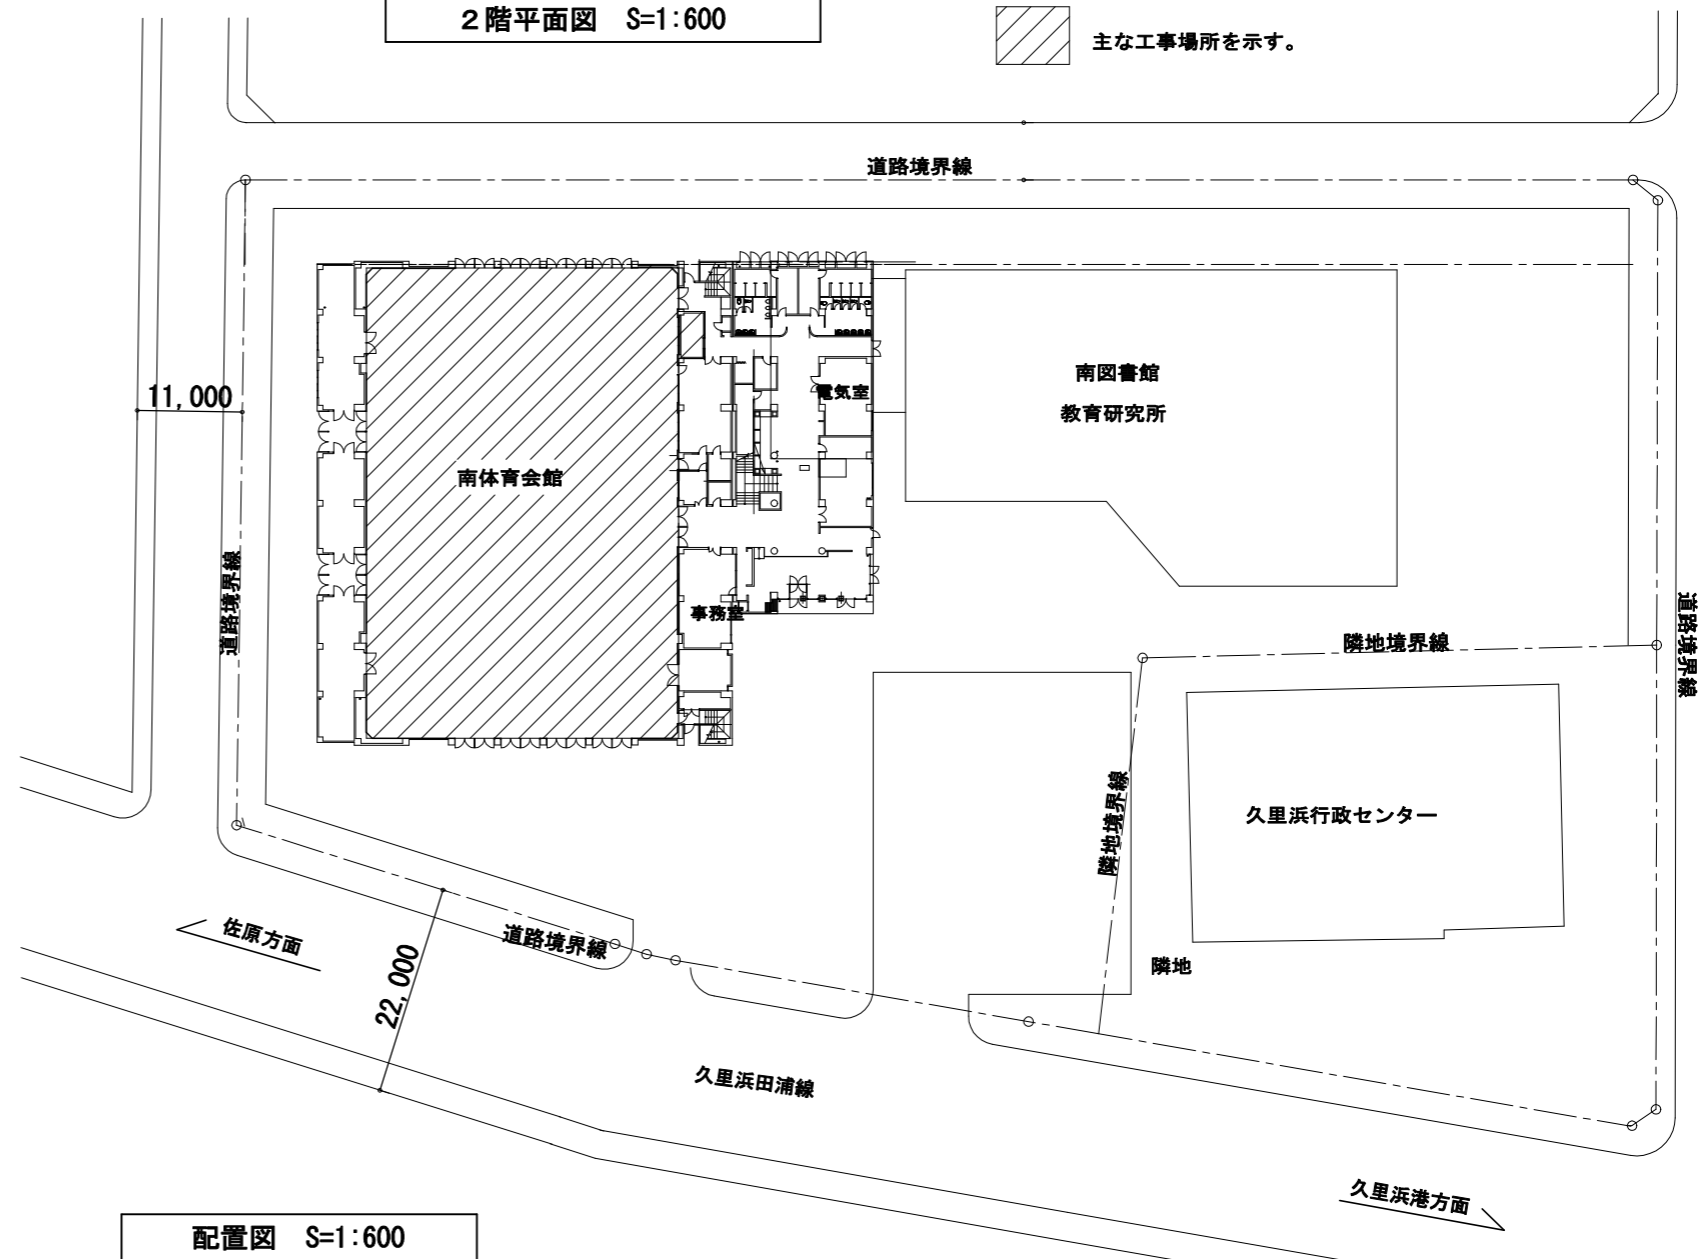 ２階平面図　S=1:600
主な工事場所を示す。
道路境界線
11,000
南図書館
教育研究所
電気室
南体育会館
道路境界線
事務室
道路境界線
隣地境界線
隣地境界線
久里浜行政センター
佐原方面
道路境界線
隣地
22,000
久里浜田浦線
久里浜港方面
配置図　S=1:600